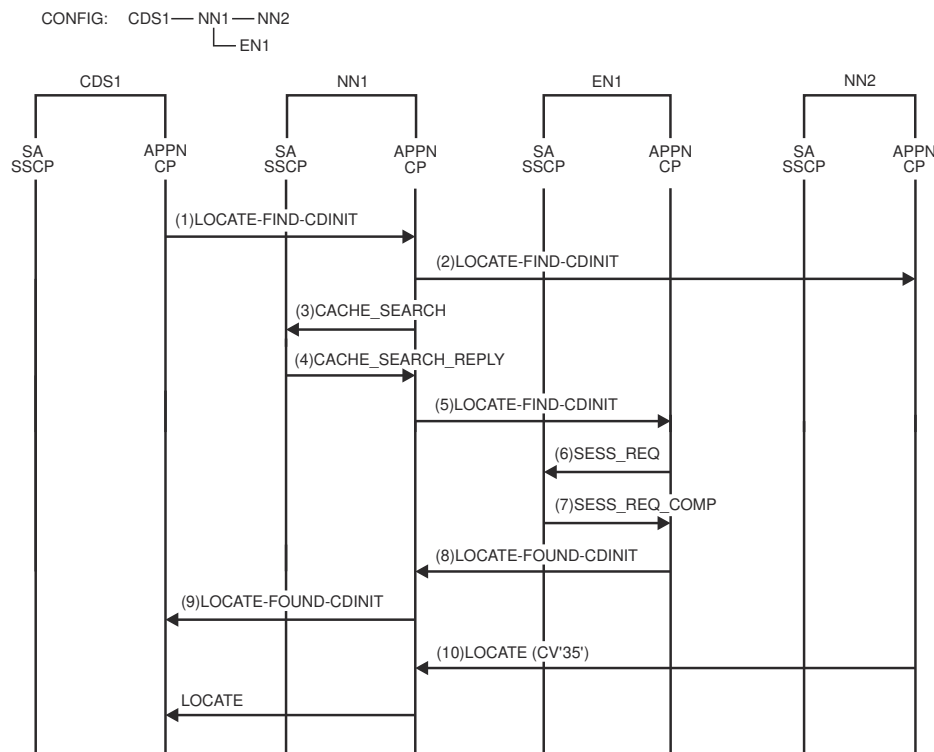 CONFIG: CDS1 NN1 NN2
EN1
CDS1 NN1 EN1 NN2
SA SSCP APPN CP SA SSCP APPN CP SA SSCP APPN CP SA SSCP APPN CP
(1)LOCATE-FIND-CDINIT
(2)LOCATE-FIND-CDINIT
(3)CACHE_SEARCH
(4)CACHE_SEARCH_REPLY
(5)LOCATE-FIND-CDINIT
(6)SESS_REQ
(7)SESS_REQ_COMP
(8)LOCATE-FOUND-CDINIT
(9)LOCATE-FOUND-CDINIT
(10)LOCATE (CV'35')
LOCATE